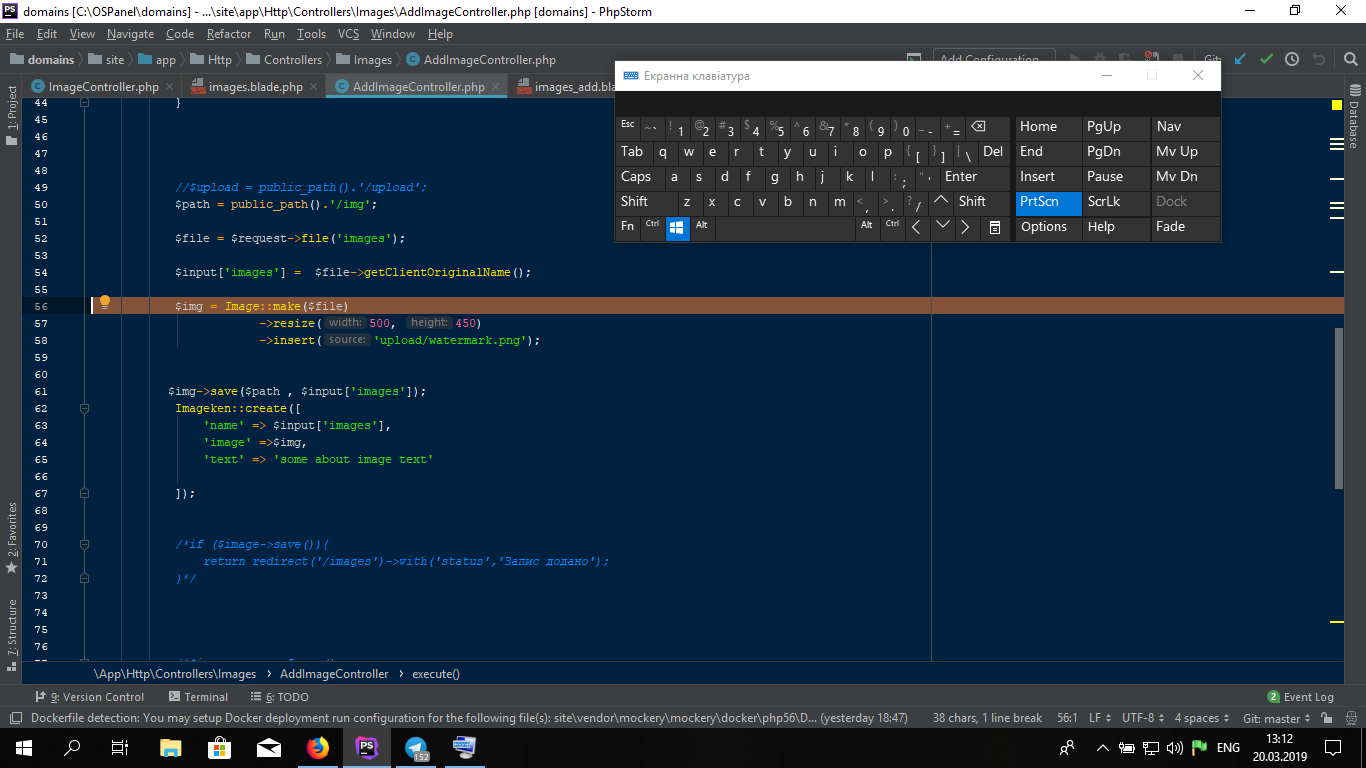 domains [C:\OSPanel\domains] - ...\site\app\Http\Controllers\Images\AddImageController.php [domains] - PhpStorm
File Edit View Navigate Code Refactor Run Tools VCS Window Help
domains site app Http Controllers Images AddImageController.php Add Configuration... Git:
ImageController.php images.blade.php AddImageController.php images_add.bla
Екранна клавіатура
Esc ~ ` ! 1 @ 2 # 3 $ 4 % 5 ^ 6 & 7 * 8 ( 9 ) 0 _ - + = Home PgUp Nav
Tab q w e r t y u i o p { [ } ] | \ Del End PgDn Mv Up
Caps a s d f g h j k l : ; " ' Enter Insert Pause Mv Dn
Shift z x c v b n m < , > . ? / Shift PrtScn ScrLk Dock
Fn Ctrl Alt Alt Ctrl Options Help Fade
1: Project
Database
2: Favorites
7: Structure
44 }
45
46
47
48
49 //$upload = public_path().'/upload';
50 $path = public_path().'/img';
51
52 $file = $request->file('images');
53
54 $input['images'] =  $file->getClientOriginalName();
55
56 $img = Image::make($file)
57 ->resize( width: 500, height: 450)
58 ->insert( source: 'upload/watermark.png');
59
60
61 $img->save($path , $input['images']);
62 Imageken::create([
63 'name' => $input['images'],
64 'image' =>$img,
65 'text' => 'some about image text'
66
67 ]);
68
69
70 /*if ($image->save()){
71 return redirect('/images')->with('status','Запис додано');
72 }*/
73
74
75
76
\App\Http\Controllers\Images › AddImageController › execute()
9: Version Control Terminal 6: TODO 2 Event Log
Dockerfile detection: You may setup Docker deployment run configuration for the following file(s): site\vendor\mockery\mockery\docker\php56\D... (yesterday 18:47) 38 chars, 1 line break 56:1 LF UTF-8 4 spaces Git: master
PS 152 ENG 13:12
20.03.2019